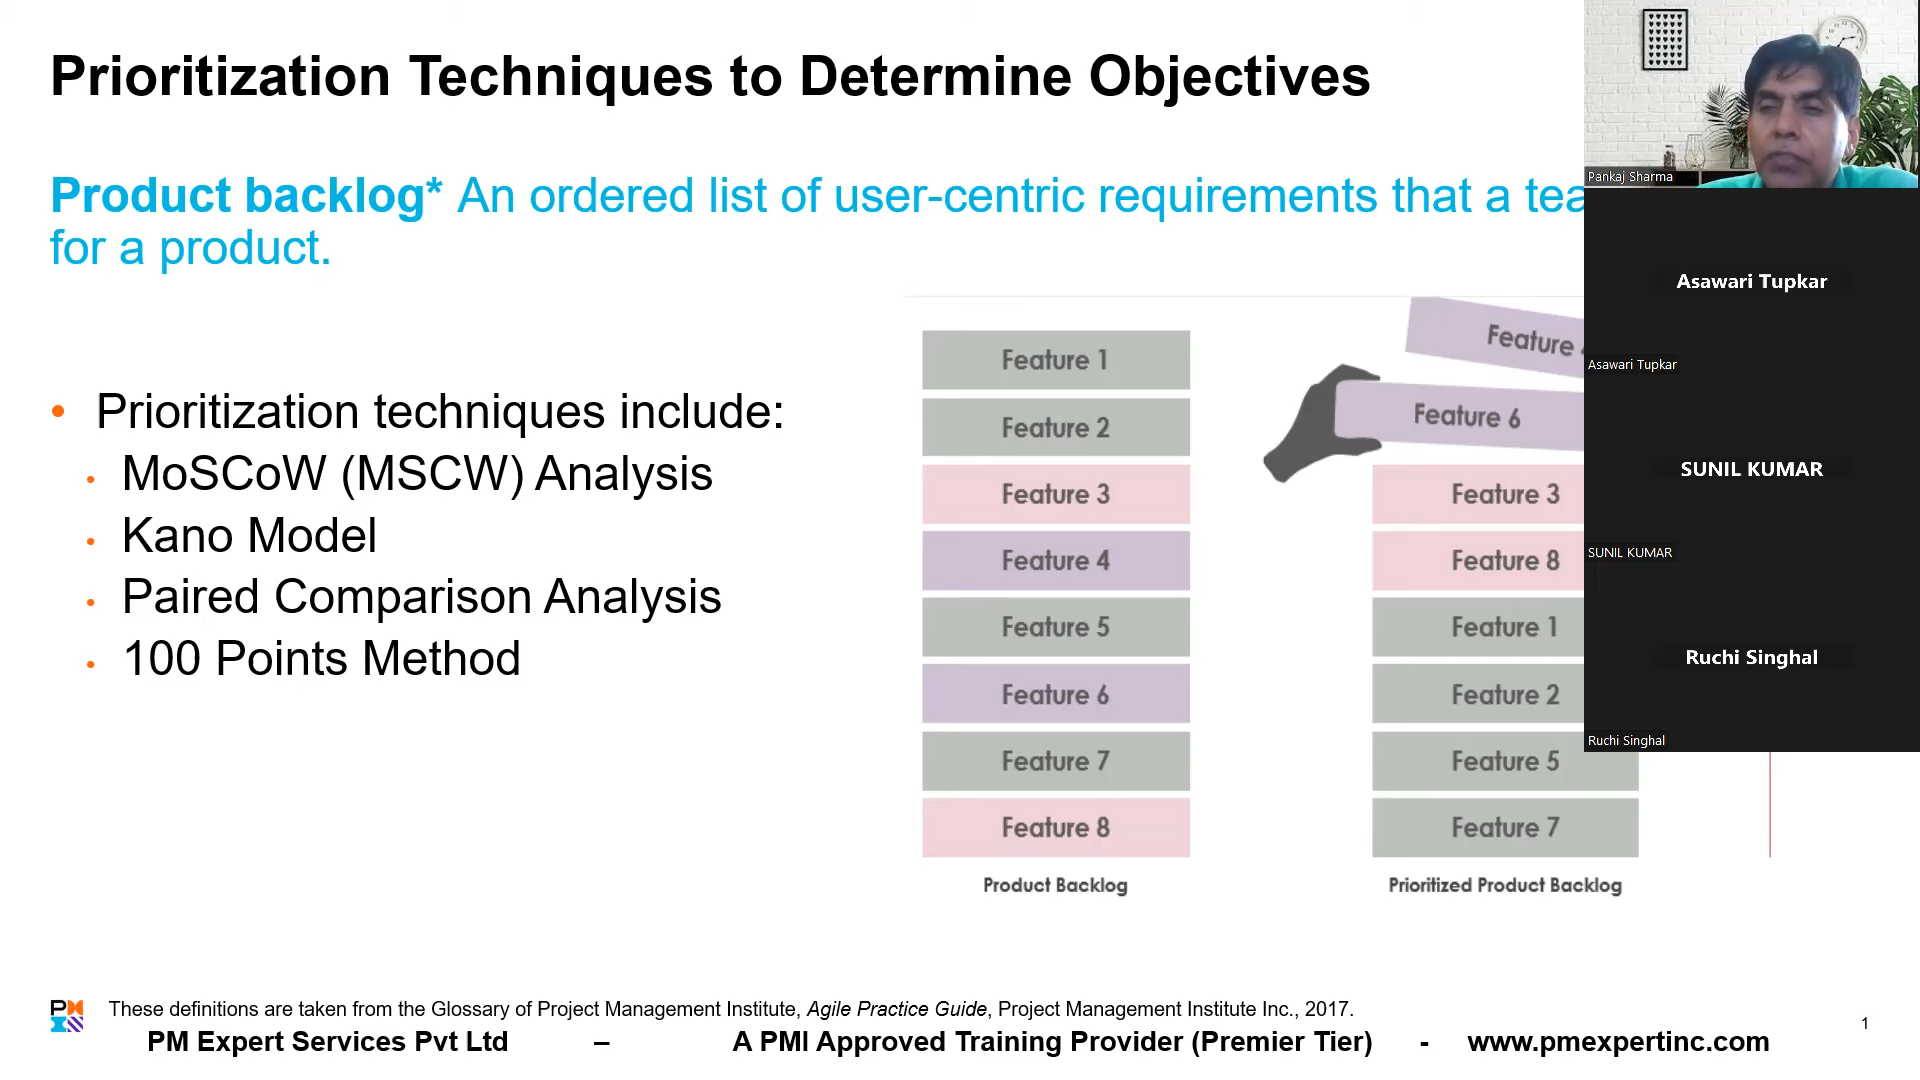 Prioritization Techniques to Determine Objectives
Product backlog* An ordered list of user-centric requirements that a
for a product.
• Prioritization techniques include:
• MoSCoW (MSCW) Analysis
• Kano Model
• Paired Comparison Analysis
• 100 Points Method
Feature 1
Feature 2
Feature 3
Feature 4
Feature 5
Feature 6
Feature 7
Feature 8
Product Backlog
Feature
Feature 6
Feature 3
Feature 8
Feature 1
Feature 2
Feature 5
Feature 7
Prioritized Product Backlog
Pankaj Sharma
Asawari Tupkar
Asawari Tupkar
SUNIL KUMAR
SUNIL KUMAR
Ruchi Singhal
Ruchi Singhal
These definitions are taken from the Glossary of Project Management Institute, Agile Practice Guide, Project Management Institute Inc., 2017.
1
PM Expert Services Pvt Ltd – A PMI Approved Training Provider (Premier Tier) - www.pmexpertinc.com